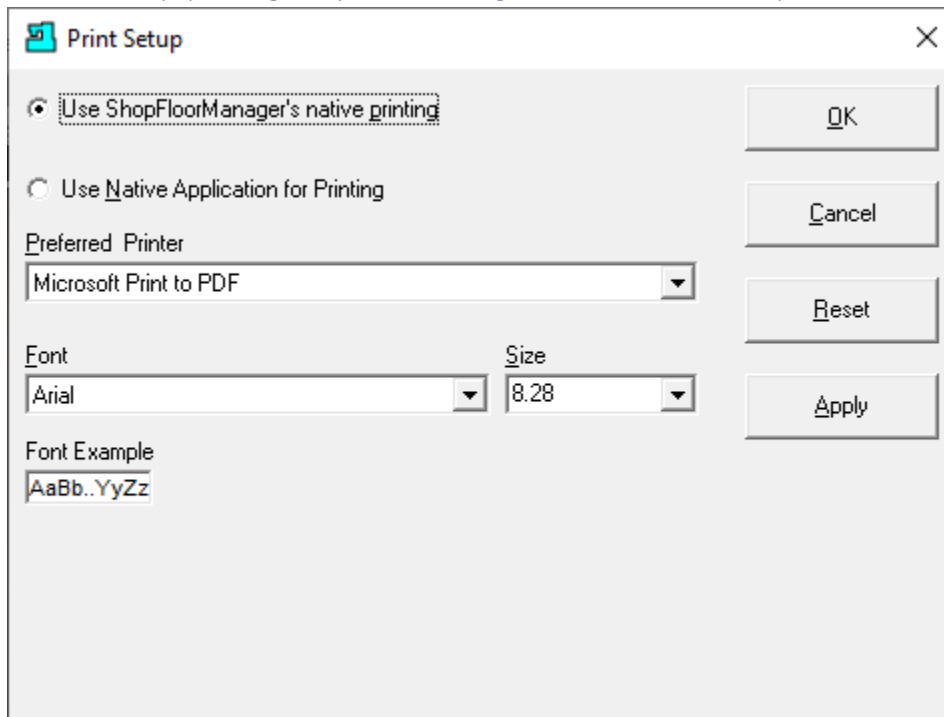 Print Setup
Use ShopFloorManager's native printing
OK
Use Native Application for Printing
Cancel
Preferred Printer
Microsoft Print to PDF
Reset
Font
Size
Arial
8.28
Apply
Font Example
AaBb..YyZz